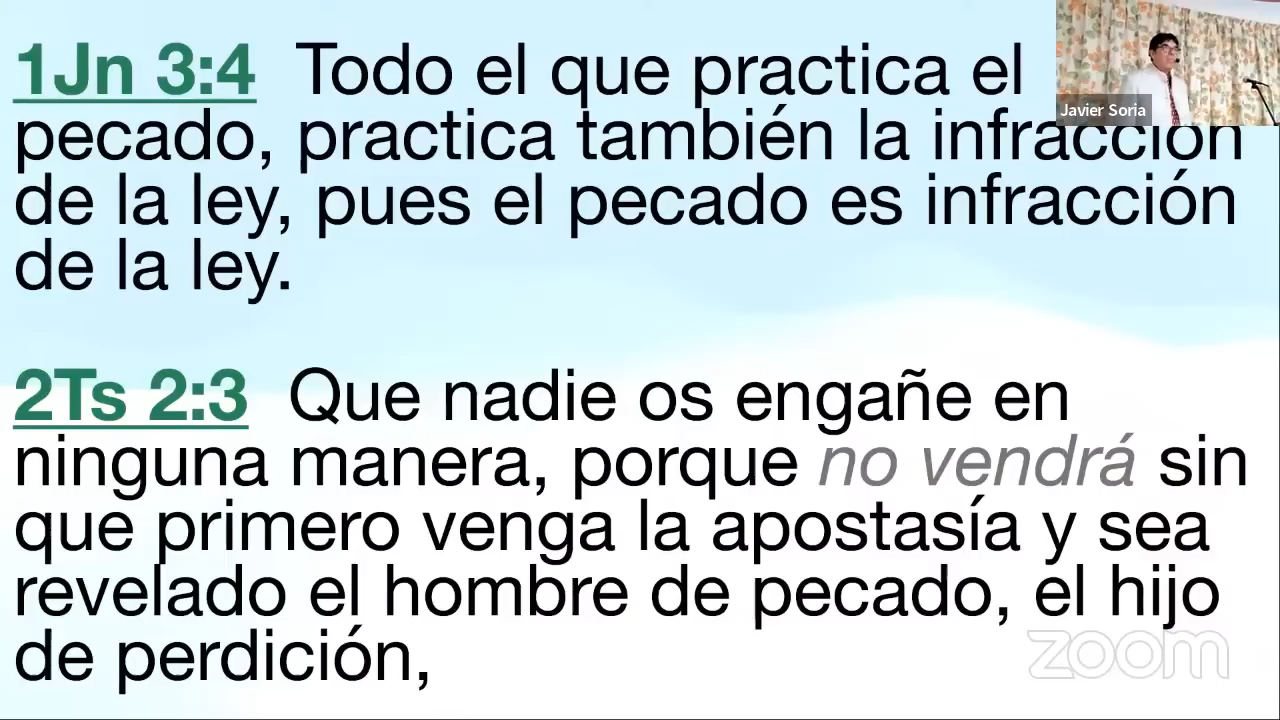 1Jn 3:4 Todo el que practica el
pecado, practica también la infracción
de la ley, pues el pecado es infracción
de la ley.
2Ts 2:3 Que nadie os engañe en
ninguna manera, porque no vendrá sin
que primero venga la apostasía y sea
revelado el hombre de pecado, el hijo
de perdición,
Javier Soria
zoom